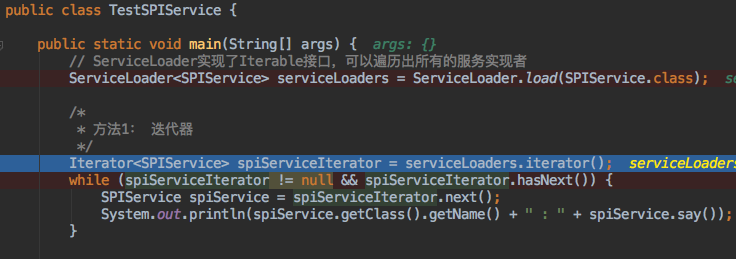 public class TestSPIService {
public static void main(String[] args) {  args: {}
// ServiceLoader实现了Iterable接口，可以遍历出所有的服务实现者
ServiceLoader<SPIService> serviceLoaders = ServiceLoader.load(SPIService.class);
/*
* 方法1： 迭代器
*/
Iterator<SPIService> spiServiceIterator = serviceLoaders.iterator();  serviceLoaders
while (spiServiceIterator != null && spiServiceIterator.hasNext()) {
SPIService spiService = spiServiceIterator.next();
System.out.println(spiService.getClass().getName() + " : " + spiService.say());
}